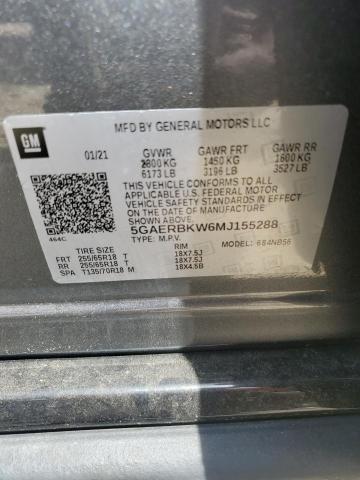 GM
MFD BY GENERAL MOTORS LLC
01/21 GVWR GAWR FRT GAWR RR
2800 KG 1450 KG 1600 KG
6173 LB 3196 LB 3527 LB
THIS VEHICLE CONFORMS TO ALL
APPLICABLE U.S. FEDERAL MOTOR
VEHICLE SAFETY STANDARDS IN
EFFECT ON THE DATE OF MANUFACTURE
SHOWN ABOVE.
464C
5GAERBKW6MJ155288
TYPE: M.P.V. MODEL: 684NB56
TIRE SIZE RIM
FRT 255/65R18 T 18X7.5J
RR 255/65R18 T 18X7.5J
SPA T135/70R18 M 18X4.5B